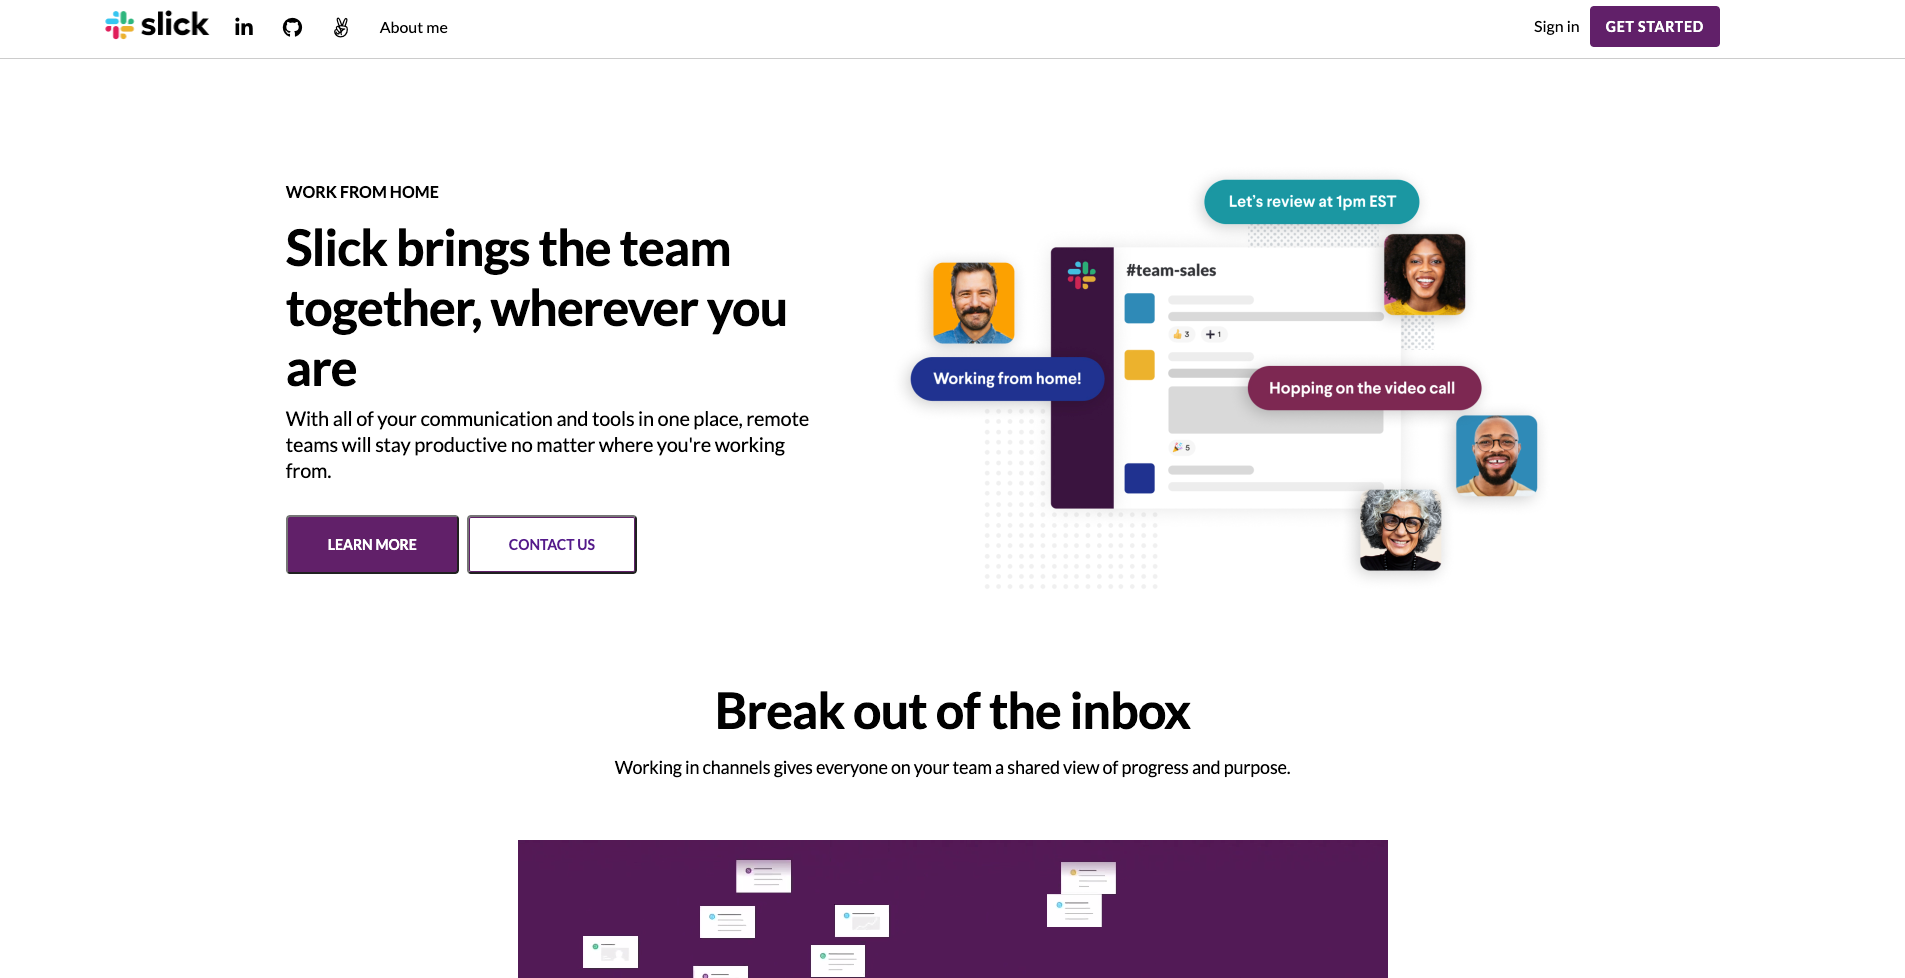 slick
in
About me
Sign in
GET STARTED
WORK FROM HOME
Slick brings the team
together, wherever you
are
With all of your communication and tools in one place, remote
teams will stay productive no matter where you're working
from.
LEARN MORE
CONTACT US
Let's review at 1pm EST
#team-sales
3
1
Working from home!
Hopping on the video call
5
Break out of the inbox
Working in channels gives everyone on your team a shared view of progress and purpose.